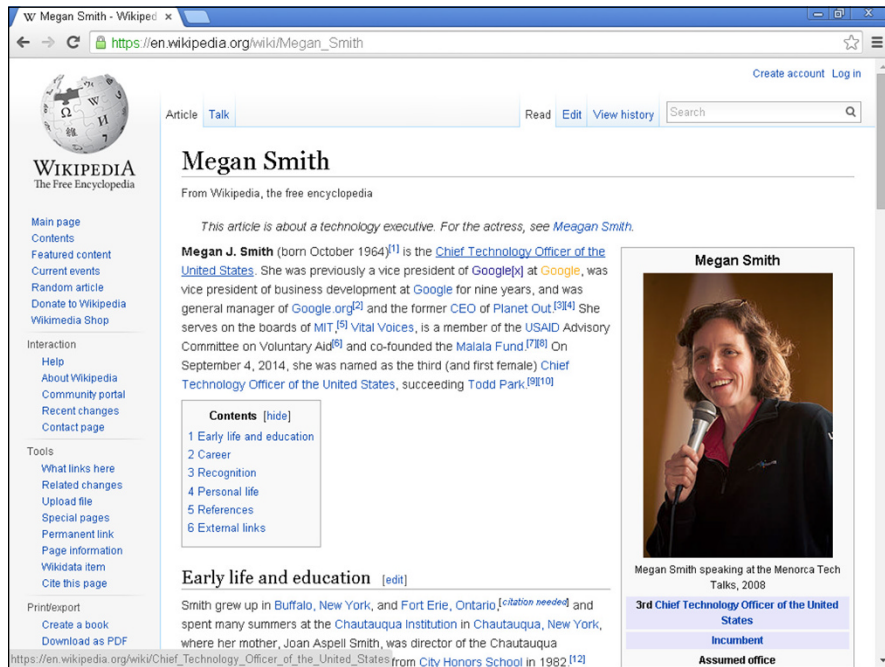 W Megan Smith - Wikiped
https://en.wikipedia.org/wiki/Megan_Smith
Create account Log in
Article Talk
Read Edit View history Search
WIKIPEDIA
The Free Encyclopedia
Main page
Contents
Featured content
Current events
Random article
Donate to Wikipedia
Wikimedia Shop
Interaction
Help
About Wikipedia
Community portal
Recent changes
Contact page
Tools
What links here
Related changes
Upload file
Special pages
Permanent link
Page information
Wikidata item
Cite this page
Print/export
Create a book
Download as PDF
Megan Smith
From Wikipedia, the free encyclopedia
This article is about a technology executive. For the actress, see Meagan Smith.
Megan J. Smith (born October 1964)[1] is the Chief Technology Officer of the
United States. She was previously a vice president of Google[x] at Google, was
vice president of business development at Google for nine years, and was
general manager of Google.org[2] and the former CEO of Planet Out.[3][4] She
serves on the boards of MIT,[5] Vital Voices, is a member of the USAID Advisory
Committee on Voluntary Aid[6] and co-founded the Malala Fund.[7][8] On
September 4, 2014, she was named as the third (and first female) Chief
Technology Officer of the United States, succeeding Todd Park.[9][10]
Contents [hide]
1 Early life and education
2 Career
3 Recognition
4 Personal life
5 References
6 External links
Early life and education [edit]
Smith grew up in Buffalo, New York, and Fort Erie, Ontario,[citation needed] and
spent many summers at the Chautauqua Institution in Chautauqua, New York,
where her mother, Joan Aspell Smith, was director of the Chautauqua
from City Honors School in 1982.[12]
Megan Smith
Megan Smith speaking at the Menorca Tech
Talks, 2008
3rd Chief Technology Officer of the United
States
Incumbent
Assumed office
https://en.wikipedia.org/wiki/Chief_Technology_Officer_of_the_United_States